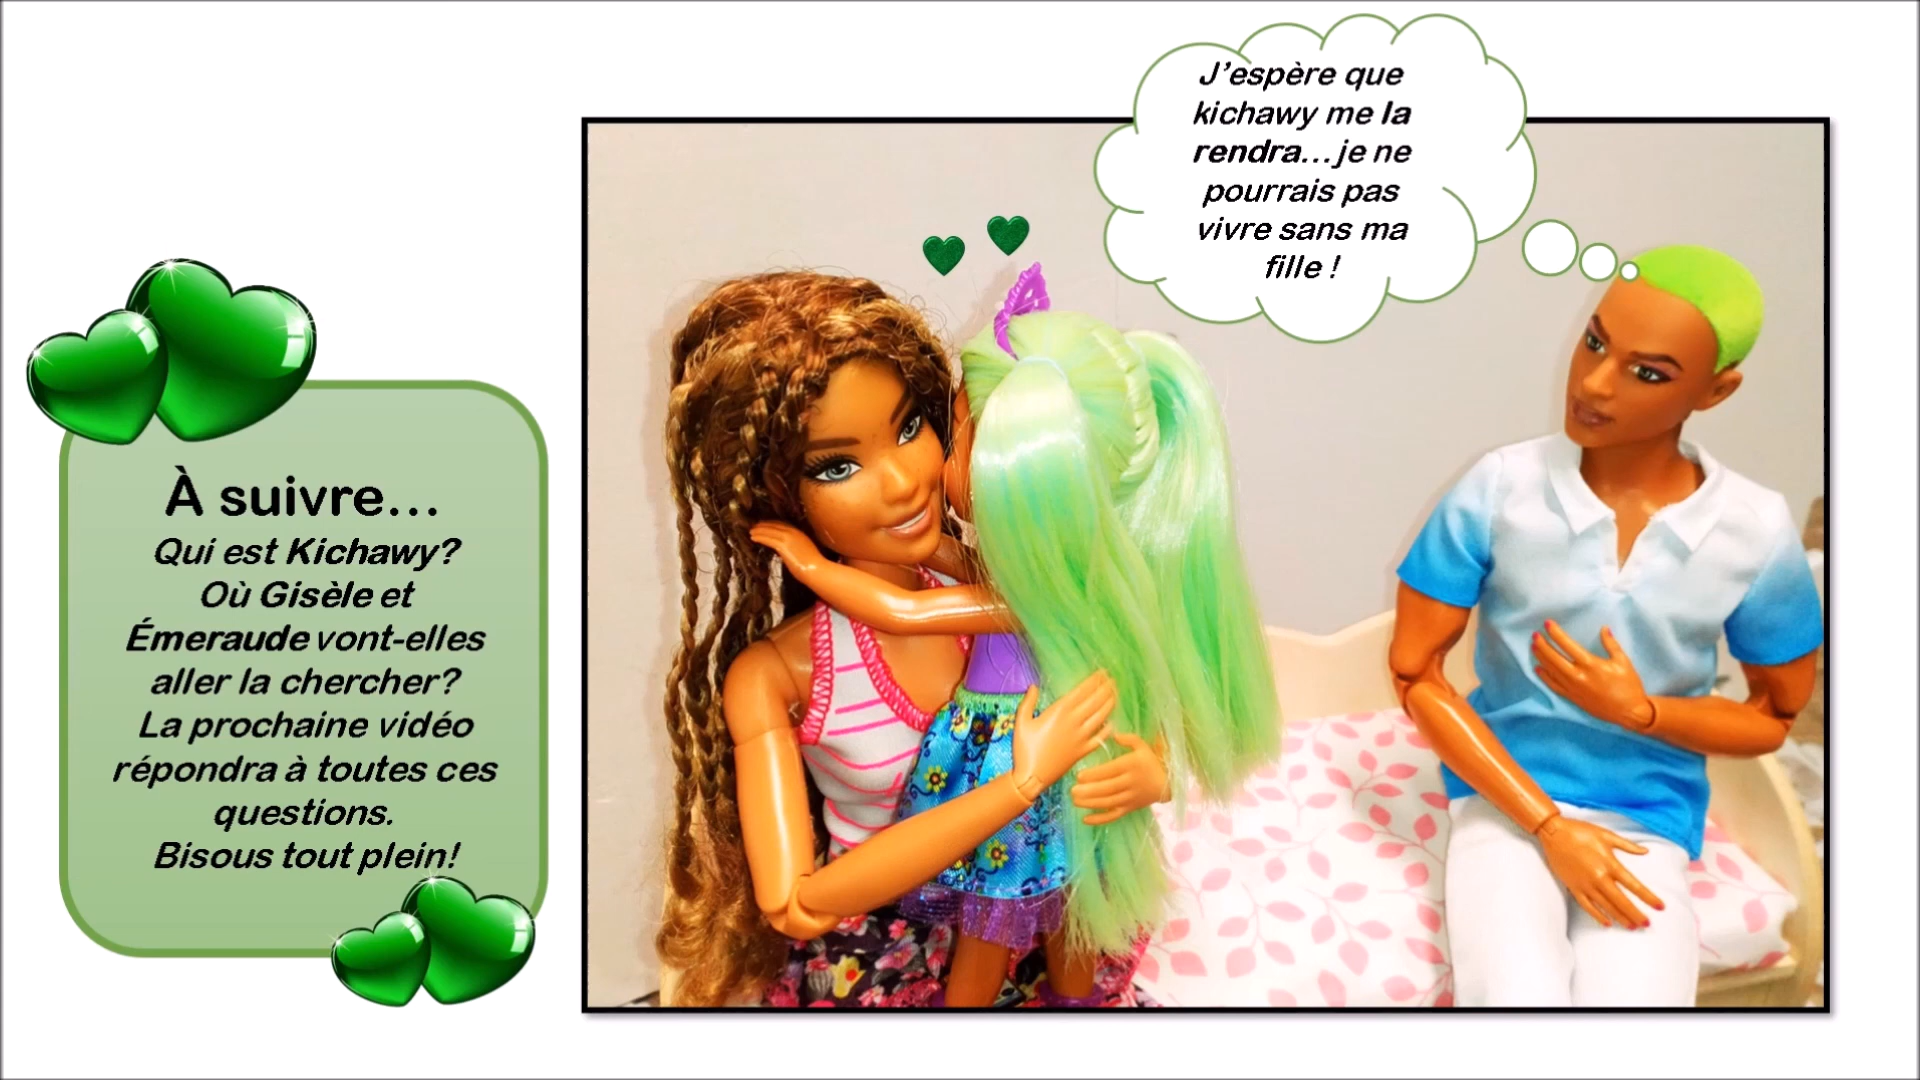 À suivre...
Qui est Kichawy?
Où Gisèle et
Émeraude vont-elles
aller la chercher?
La prochaine vidéo
répondra à toutes ces
questions.
Bisous tout plein!
J'espère que
kichawy me la
rendra...je ne
pourrais pas
vivre sans ma
fille !